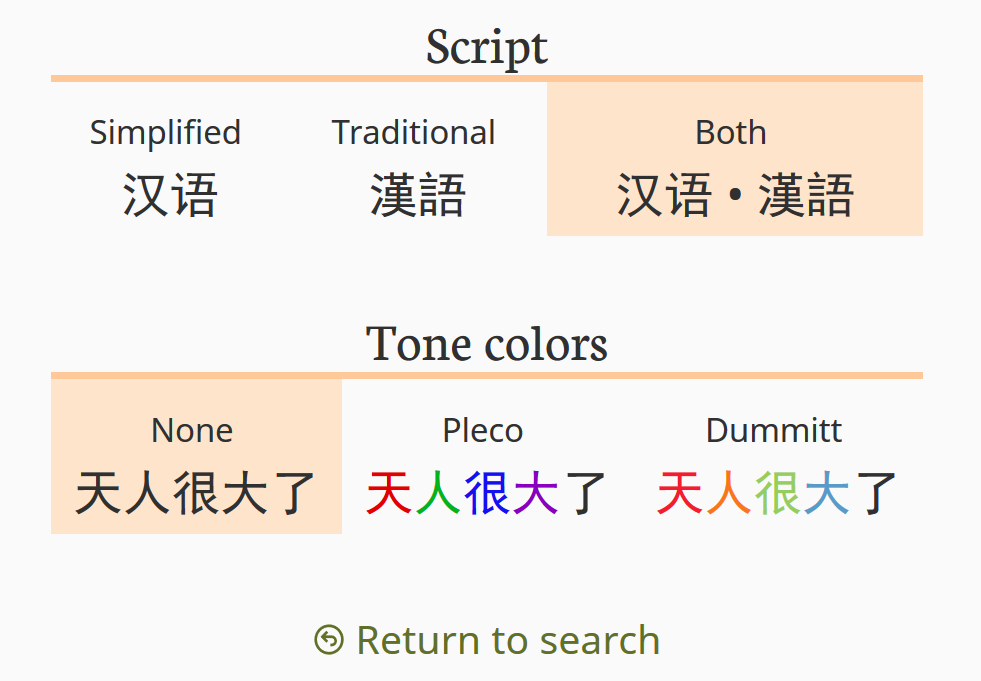 Script
Simplified Traditional Both
汉语 漢語 汉语 • 漢語
Tone colors
None Pleco Dummitt
天人很大了 天人很大了 天人很大了
Return to search